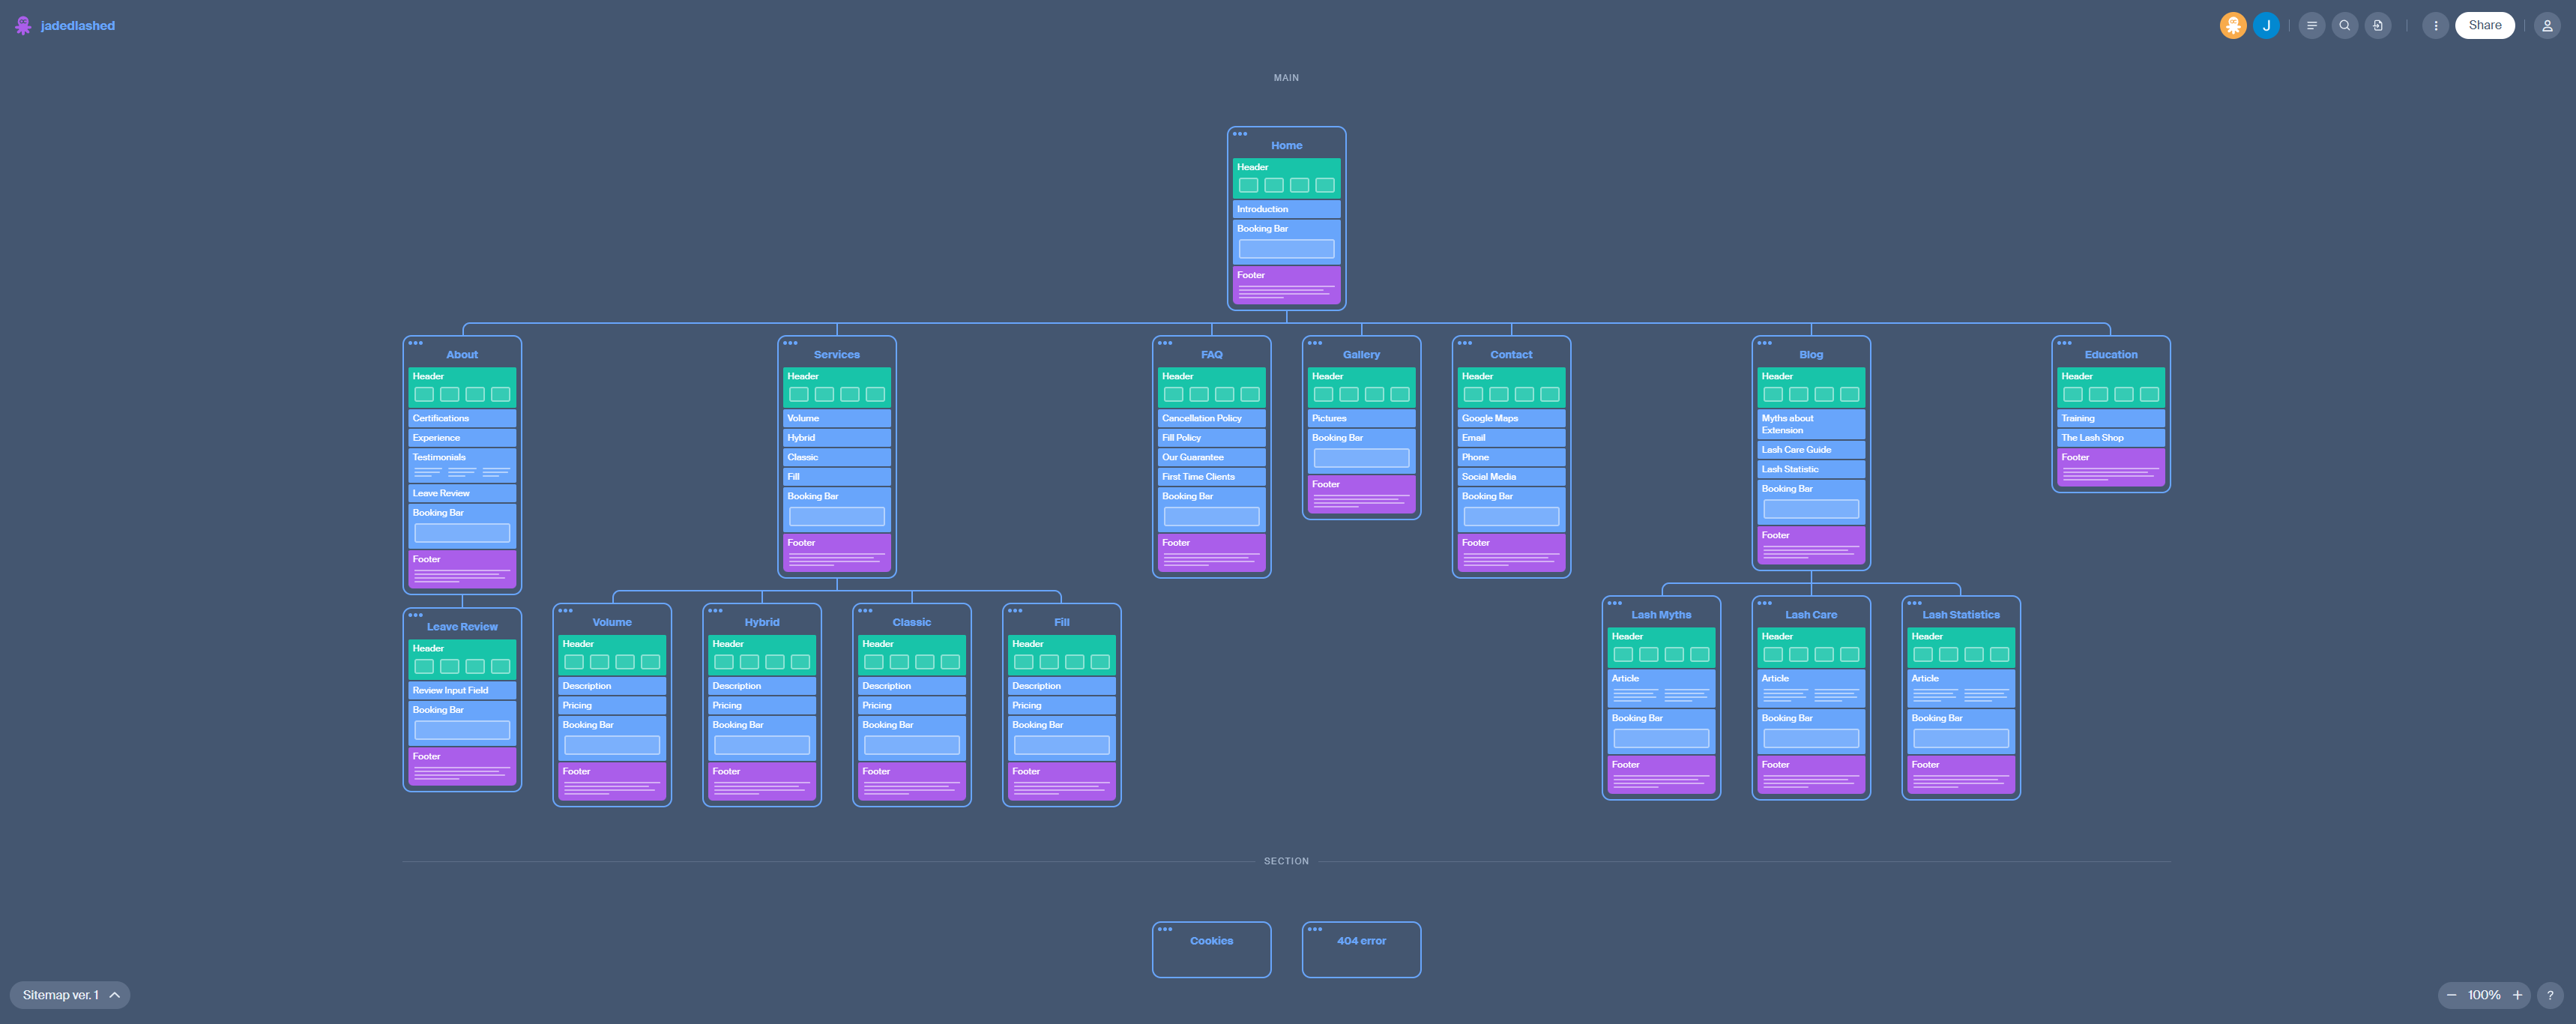 jadedlashed
J
Share
MAIN
Home
Header
Introduction
Booking Bar
Footer
About
Header
Certifications
Experience
Testimonials
Leave Review
Booking Bar
Footer
Services
Header
Volume
Hybrid
Classic
Fill
Booking Bar
Footer
FAQ
Header
Cancellation Policy
Fill Policy
Our Guarantee
First Time Clients
Booking Bar
Footer
Gallery
Header
Pictures
Booking Bar
Footer
Contact
Header
Google Maps
Email
Phone
Social Media
Booking Bar
Footer
Blog
Header
Myths about
Extension
Lash Care Guide
Lash Statistic
Booking Bar
Footer
Education
Header
Training
The Lash Shop
Footer
Leave Review
Header
Review Input Field
Booking Bar
Footer
Volume
Header
Description
Pricing
Booking Bar
Footer
Hybrid
Header
Description
Pricing
Booking Bar
Footer
Classic
Header
Description
Pricing
Booking Bar
Footer
Fill
Header
Description
Pricing
Booking Bar
Footer
Lash Myths
Header
Article
Booking Bar
Footer
Lash Care
Header
Article
Booking Bar
Footer
Lash Statistics
Header
Article
Booking Bar
Footer
SECTION
Cookies
404 error
Sitemap ver. 1
100%
?